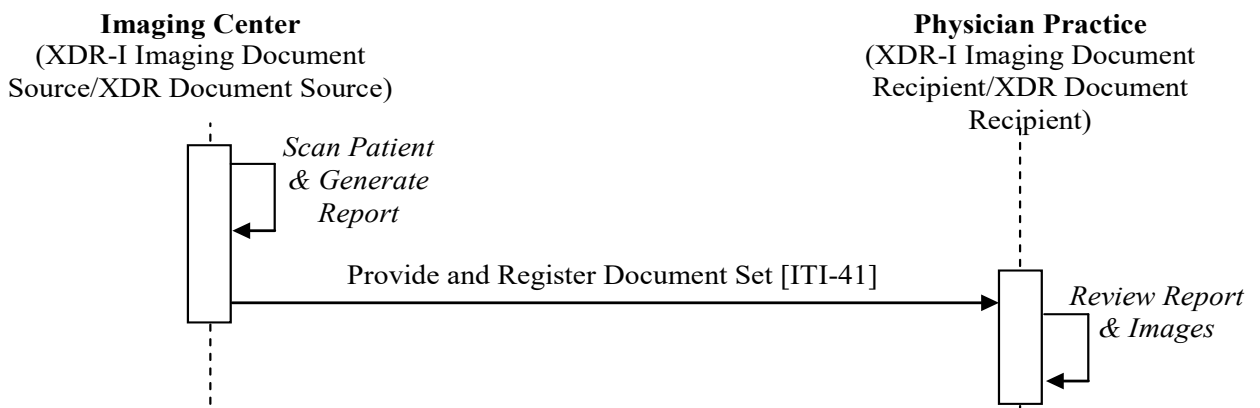 Imaging Center
(XDR-I Imaging Document
Source/XDR Document Source)
Physician Practice
(XDR-I Imaging Document
Recipient/XDR Document
Recipient)
Scan Patient
& Generate
Report
Provide and Register Document Set [ITI-41]
Review Report
& Images